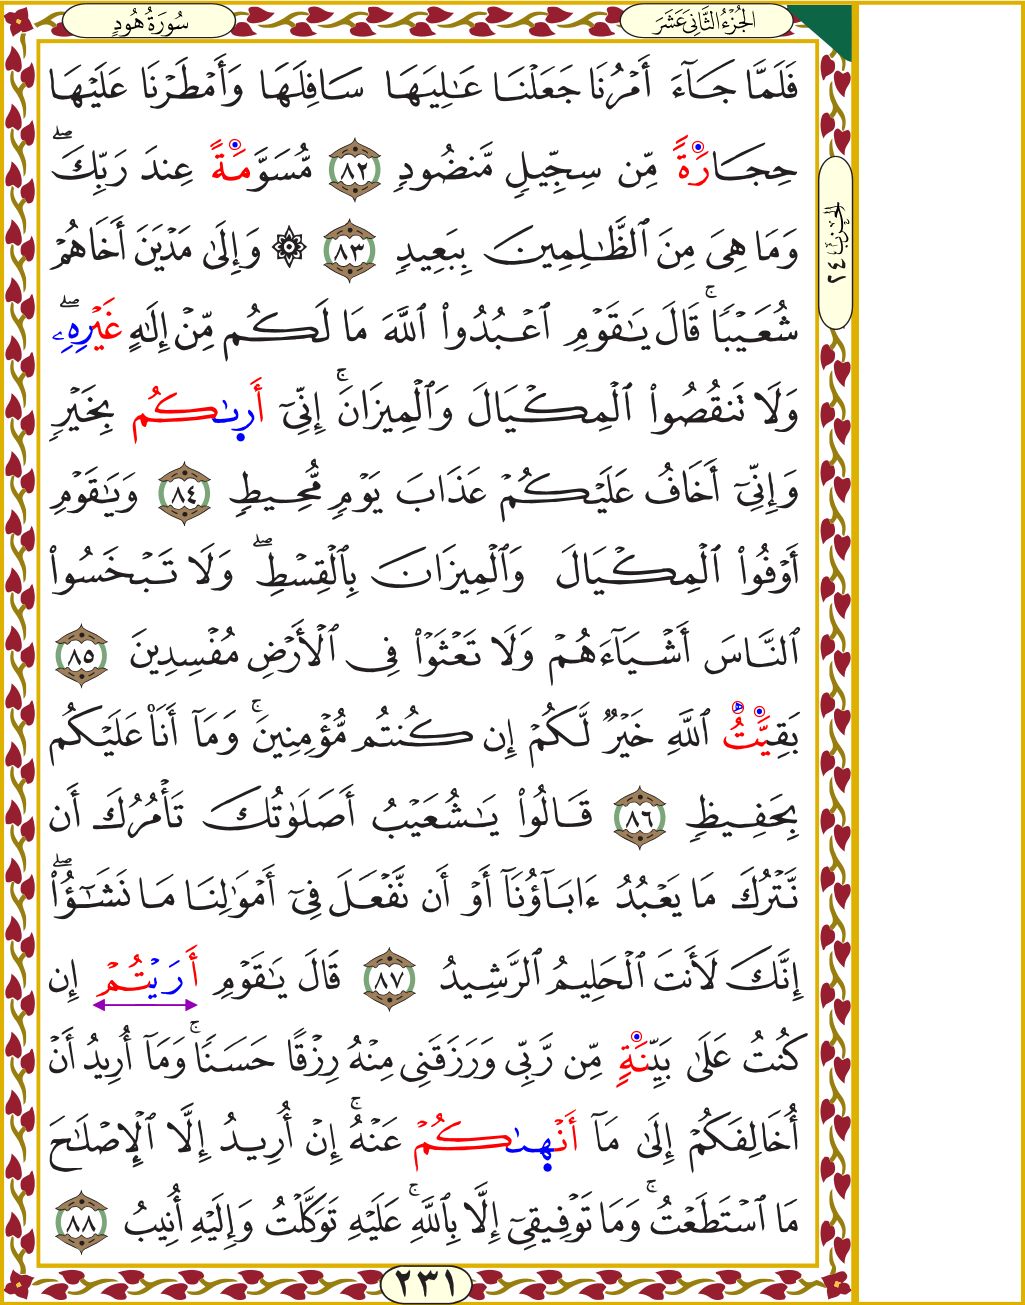 سُورَةُ هُودٍ
الجُزْءُ الثَّانِي عَشَرَ
فَلَمَّا جَآءَ أَمْرُنَا جَعَلْنَا عَٰلِيَهَا سَافِلَهَا وَأَمْطَرْنَا عَلَيْهَا
حِجَارَةً مِّن سِجِّيلٍ مَّنضُودٍ ٨٢ مُّسَوَّمَةً عِندَ رَبِّكَۖ
وَمَا هِىَ مِنَ ٱلظَّٰلِمِينَ بِبَعِيدٍ ٨٣ ۞ وَإِلَىٰ مَدْيَنَ أَخَاهُمْ
شُعَيْبًاۚ قَالَ يَٰقَوْمِ ٱعْبُدُوا۟ ٱللَّهَ مَا لَكُم مِّنْ إِلَٰهٍ غَيْرِهِۦۖ
وَلَا تَنقُصُوا۟ ٱلْمِكْيَالَ وَٱلْمِيزَانَۚ إِنِّىٓ أَرٜىٰكُم بِخَيْرٍ
وَإِنِّىٓ أَخَافُ عَلَيْكُمْ عَذَابَ يَوْمٍ مُّحِيطٍ ٨٤ وَيَٰقَوْمِ
أَوْفُوا۟ ٱلْمِكْيَالَ وَٱلْمِيزَانَ بِٱلْقِسْطِۖ وَلَا تَبْخَسُوا۟
ٱلنَّاسَ أَشْيَآءَهُمْ وَلَا تَعْثَوْا۟ فِى ٱلْأَرْضِ مُفْسِدِينَ ٨٥
بَقِيَّتُ ٱللَّهِ خَيْرٌ لَّكُمْ إِن كُنتُم مُّؤْمِنِينَۚ وَمَآ أَنَا۠ عَلَيْكُم
بِحَفِيظٍ ٨٦ قَالُوا۟ يَٰشُعَيْبُ أَصَلَوٰتُكَ تَأْمُرُكَ أَن
نَّتْرُكَ مَا يَعْبُدُ ءَابَآؤُنَآ أَوْ أَن نَّفْعَلَ فِىٓ أَمْوَٰلِنَا مَا نَشَٰٓؤُا۟ۖ
إِنَّكَ لَأَنتَ ٱلْحَلِيمُ ٱلرَّشِيدُ ٨٧ قَالَ يَٰقَوْمِ أَرَيْتُمْ إِن
كُنتُ عَلَىٰ بَيِّنَةٍ مِّن رَّبِّى وَرَزَقَنِى مِنْهُ رِزْقًا حَسَنًاۚ وَمَآ أُرِيدُ أَنْ
أُخَالِفَكُمْ إِلَىٰ مَآ أَنْهٜىٰكُمْ عَنْهُۚ إِنْ أُرِيدُ إِلَّا ٱلْإِصْلَٰحَ
مَا ٱسْتَطَعْتُۚ وَمَا تَوْفِيقِىٓ إِلَّا بِٱللَّهِۚ عَلَيْهِ تَوَكَّلْتُ وَإِلَيْهِ أُنِيبُ ٨٨
الحزب ٢٤
٢٣١